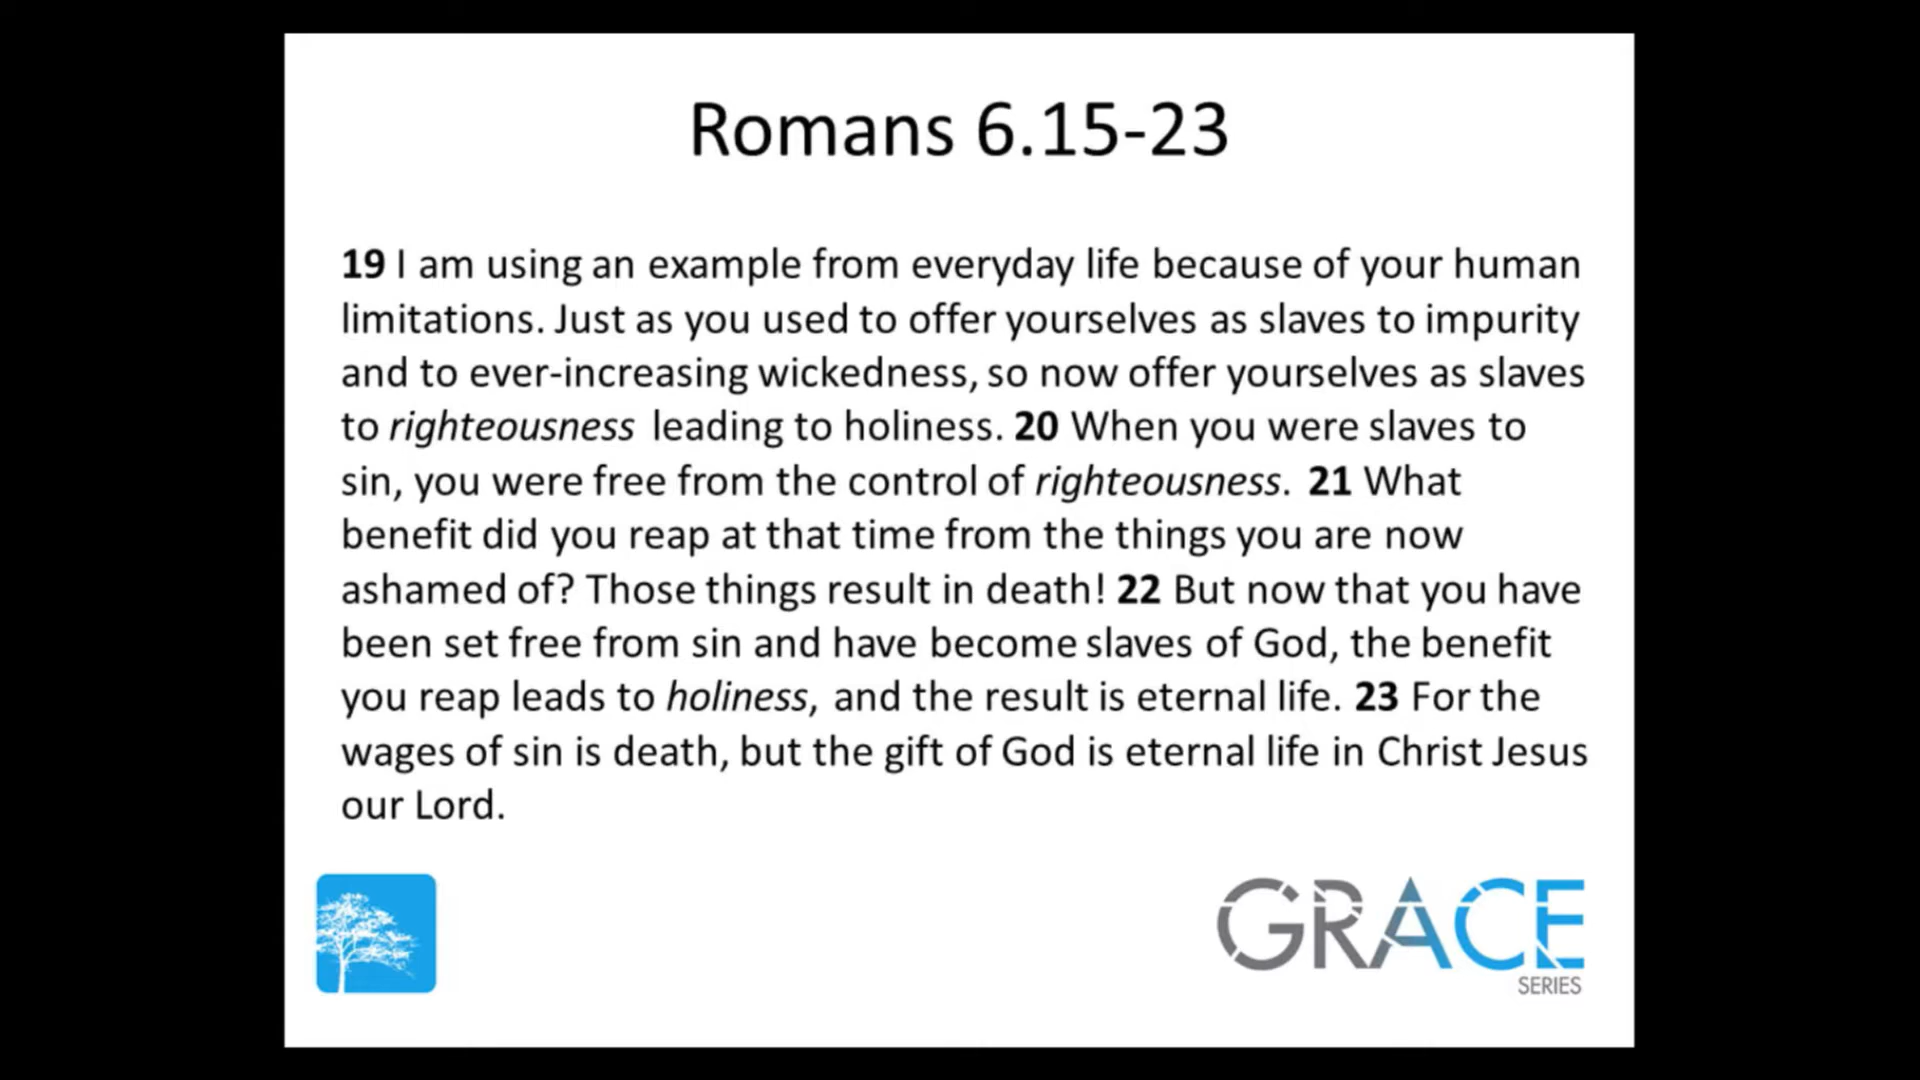 Romans 6.15-23
19 I am using an example from everyday life because of your human
limitations. Just as you used to offer yourselves as slaves to impurity
and to ever-increasing wickedness, so now offer yourselves as slaves
to righteousness leading to holiness. 20 When you were slaves to
sin, you were free from the control of righteousness. 21 What
benefit did you reap at that time from the things you are now
ashamed of? Those things result in death! 22 But now that you have
been set free from sin and have become slaves of God, the benefit
you reap leads to holiness, and the result is eternal life. 23 For the
wages of sin is death, but the gift of God is eternal life in Christ Jesus
our Lord.
GRACE
SERIES